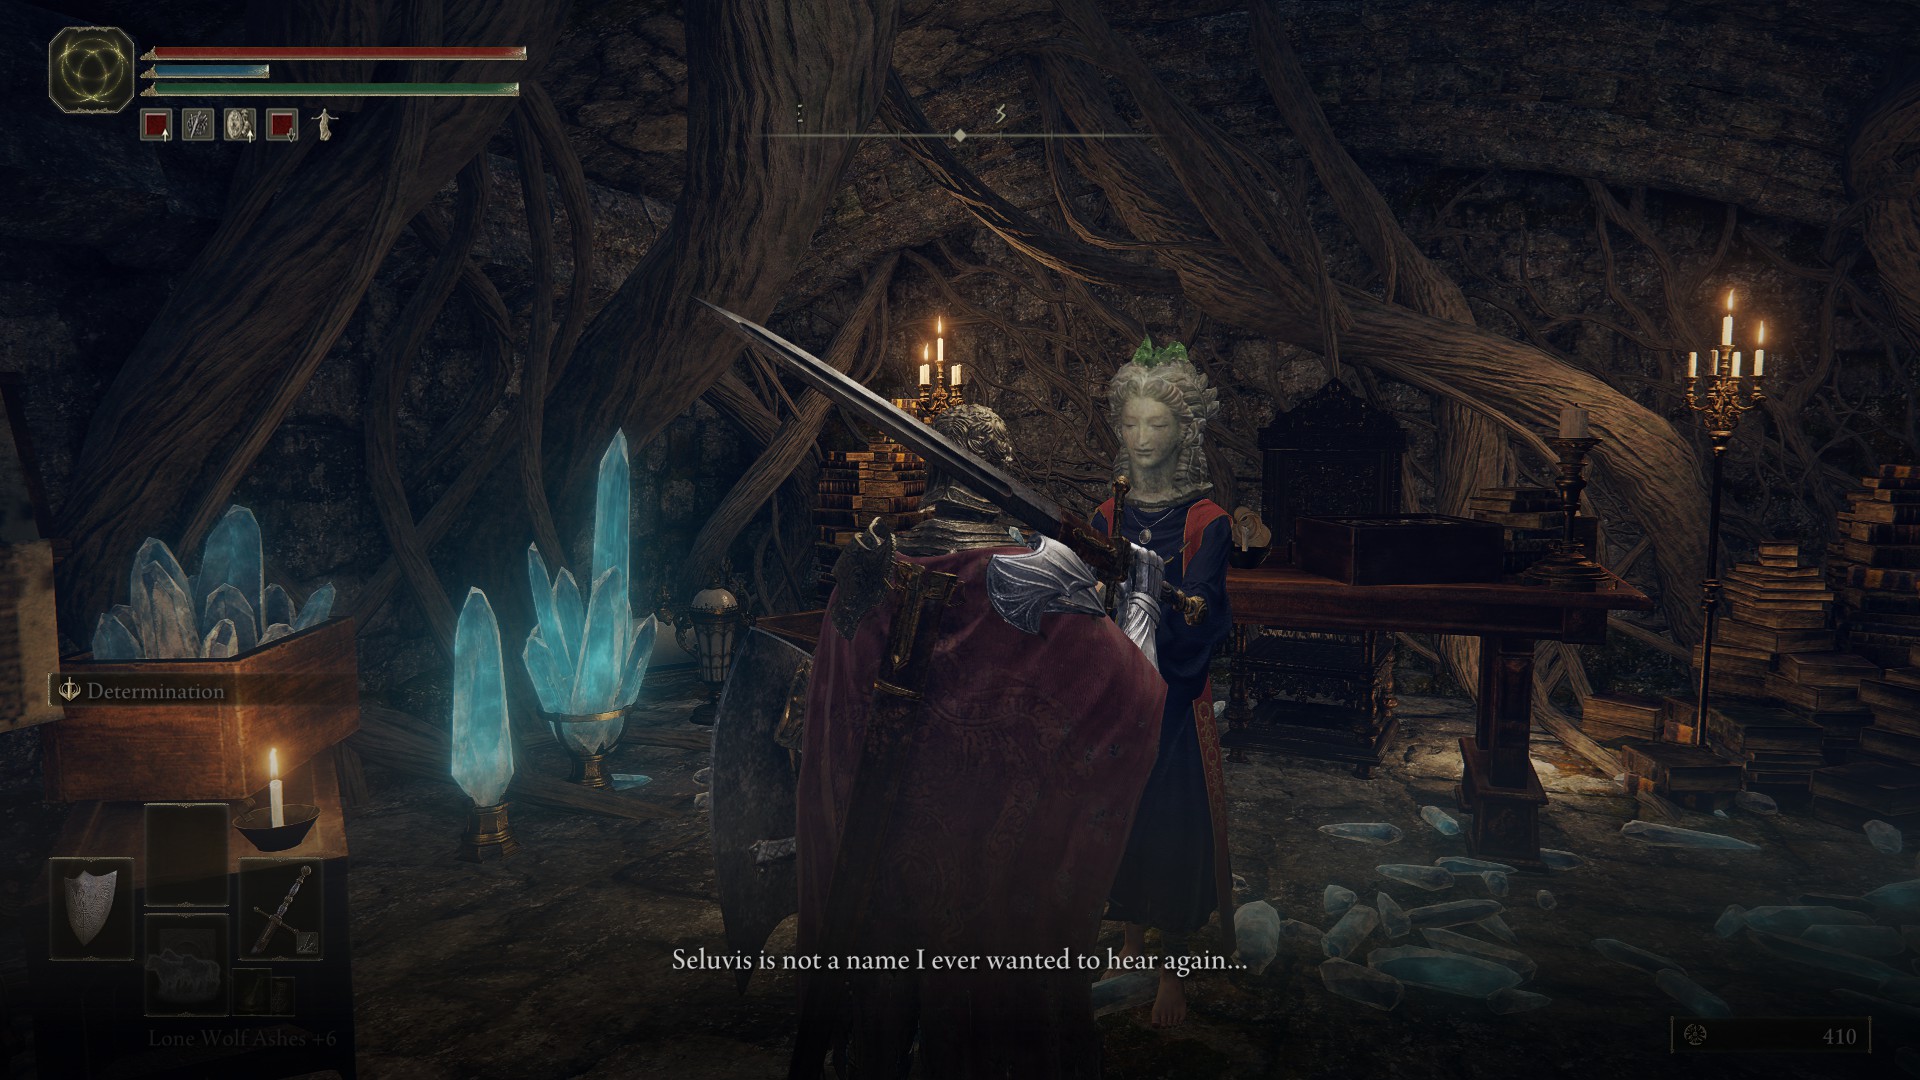 E
S
Determination
Seluvis is not a name I ever wanted to hear again...
Lone Wolf Ashes +6
410